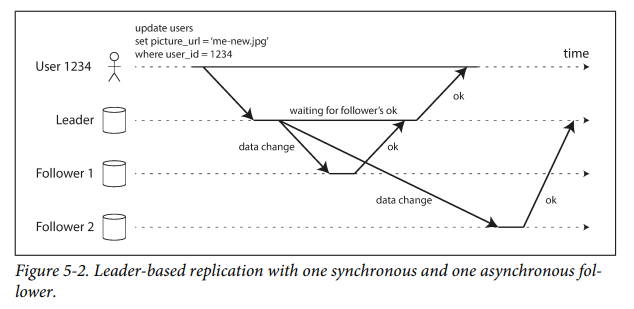 update users
set picture_url = 'me-new.jpg'
where user_id = 1234
time
User 1234
ok
Leader
waiting for follower's ok
data change
ok
Follower 1
data change
ok
Follower 2
Figure 5-2. Leader-based replication with one synchronous and one asynchronous fol-
lower.